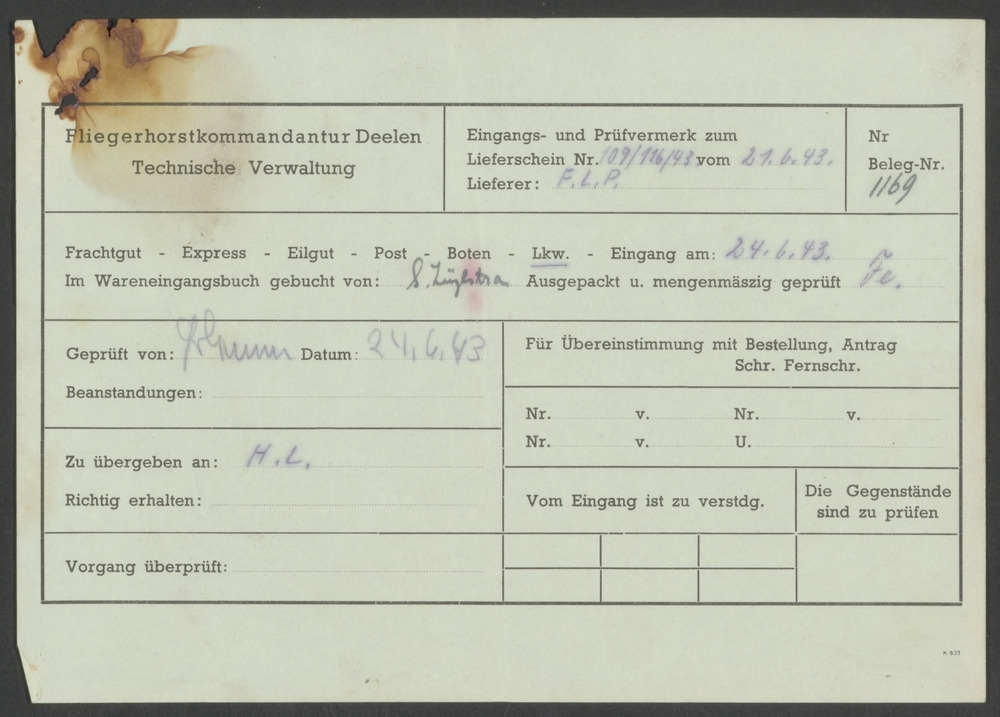 Fliegerhorstkommandantur Deelen
Technische Verwaltung
Eingangs- und Prüfvermerk zum
Lieferschein Nr. 109/116/43 vom 21.6.43.
Lieferer: F.L.P.
Nr
Beleg-Nr.
1169
Frachtgut - Express - Eilgut - Post - Boten - Lkw. - Eingang am: 24.6.43.
Im Wareneingangsbuch gebucht von: S. Ausgepackt u. mengenmäszig geprüft Fe.
Geprüft von: Datum: 24.6.43
Beanstandungen:
Für Übereinstimmung mit Bestellung, Antrag
Schr. Fernschr.
Nr. v. Nr. v.
Nr. v. U.
Zu übergeben an: H.L.
Richtig erhalten:
Vom Eingang ist zu verstdg.
Die Gegenstände
sind zu prüfen
Vorgang überprüft: